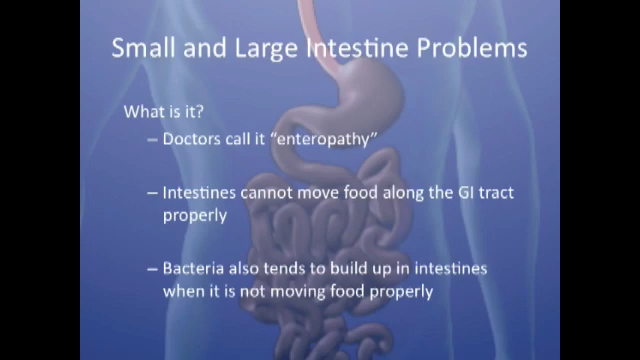 Small and Large Intestine Problems
What is it?
– Doctors call it “enteropathy”
– Intestines cannot move food along the GI tract
properly
– Bacteria also tends to build up in intestines
when it is not moving food properly